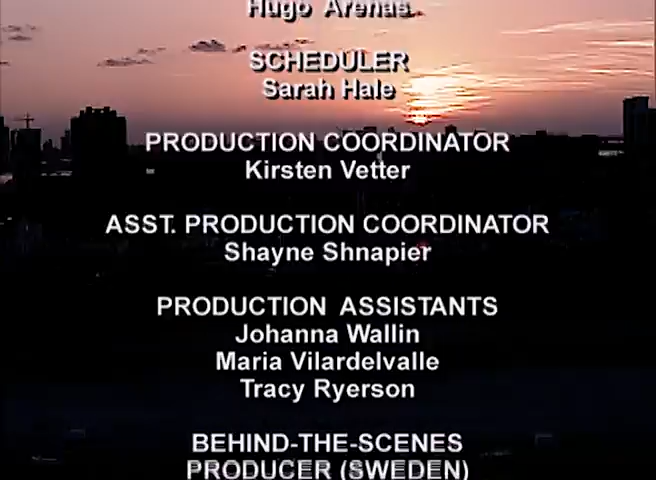 Hugo Arenas
SCHEDULER
Sarah Hale
PRODUCTION COORDINATOR
Kirsten Vetter
ASST. PRODUCTION COORDINATOR
Shayne Shnapier
PRODUCTION ASSISTANTS
Johanna Wallin
Maria Vilardelvalle
Tracy Ryerson
BEHIND-THE-SCENES
PRODUCER (SWEDEN)